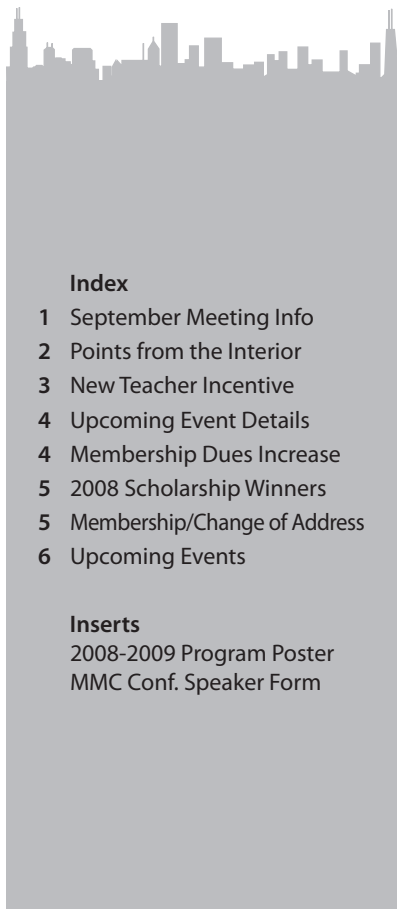 Index
1 September Meeting Info
2 Points from the Interior
3 New Teacher Incentive
4 Upcoming Event Details
4 Membership Dues Increase
5 2008 Scholarship Winners
5 Membership/Change of Address
6 Upcoming Events
Inserts
2008-2009 Program Poster
MMC Conf. Speaker Form